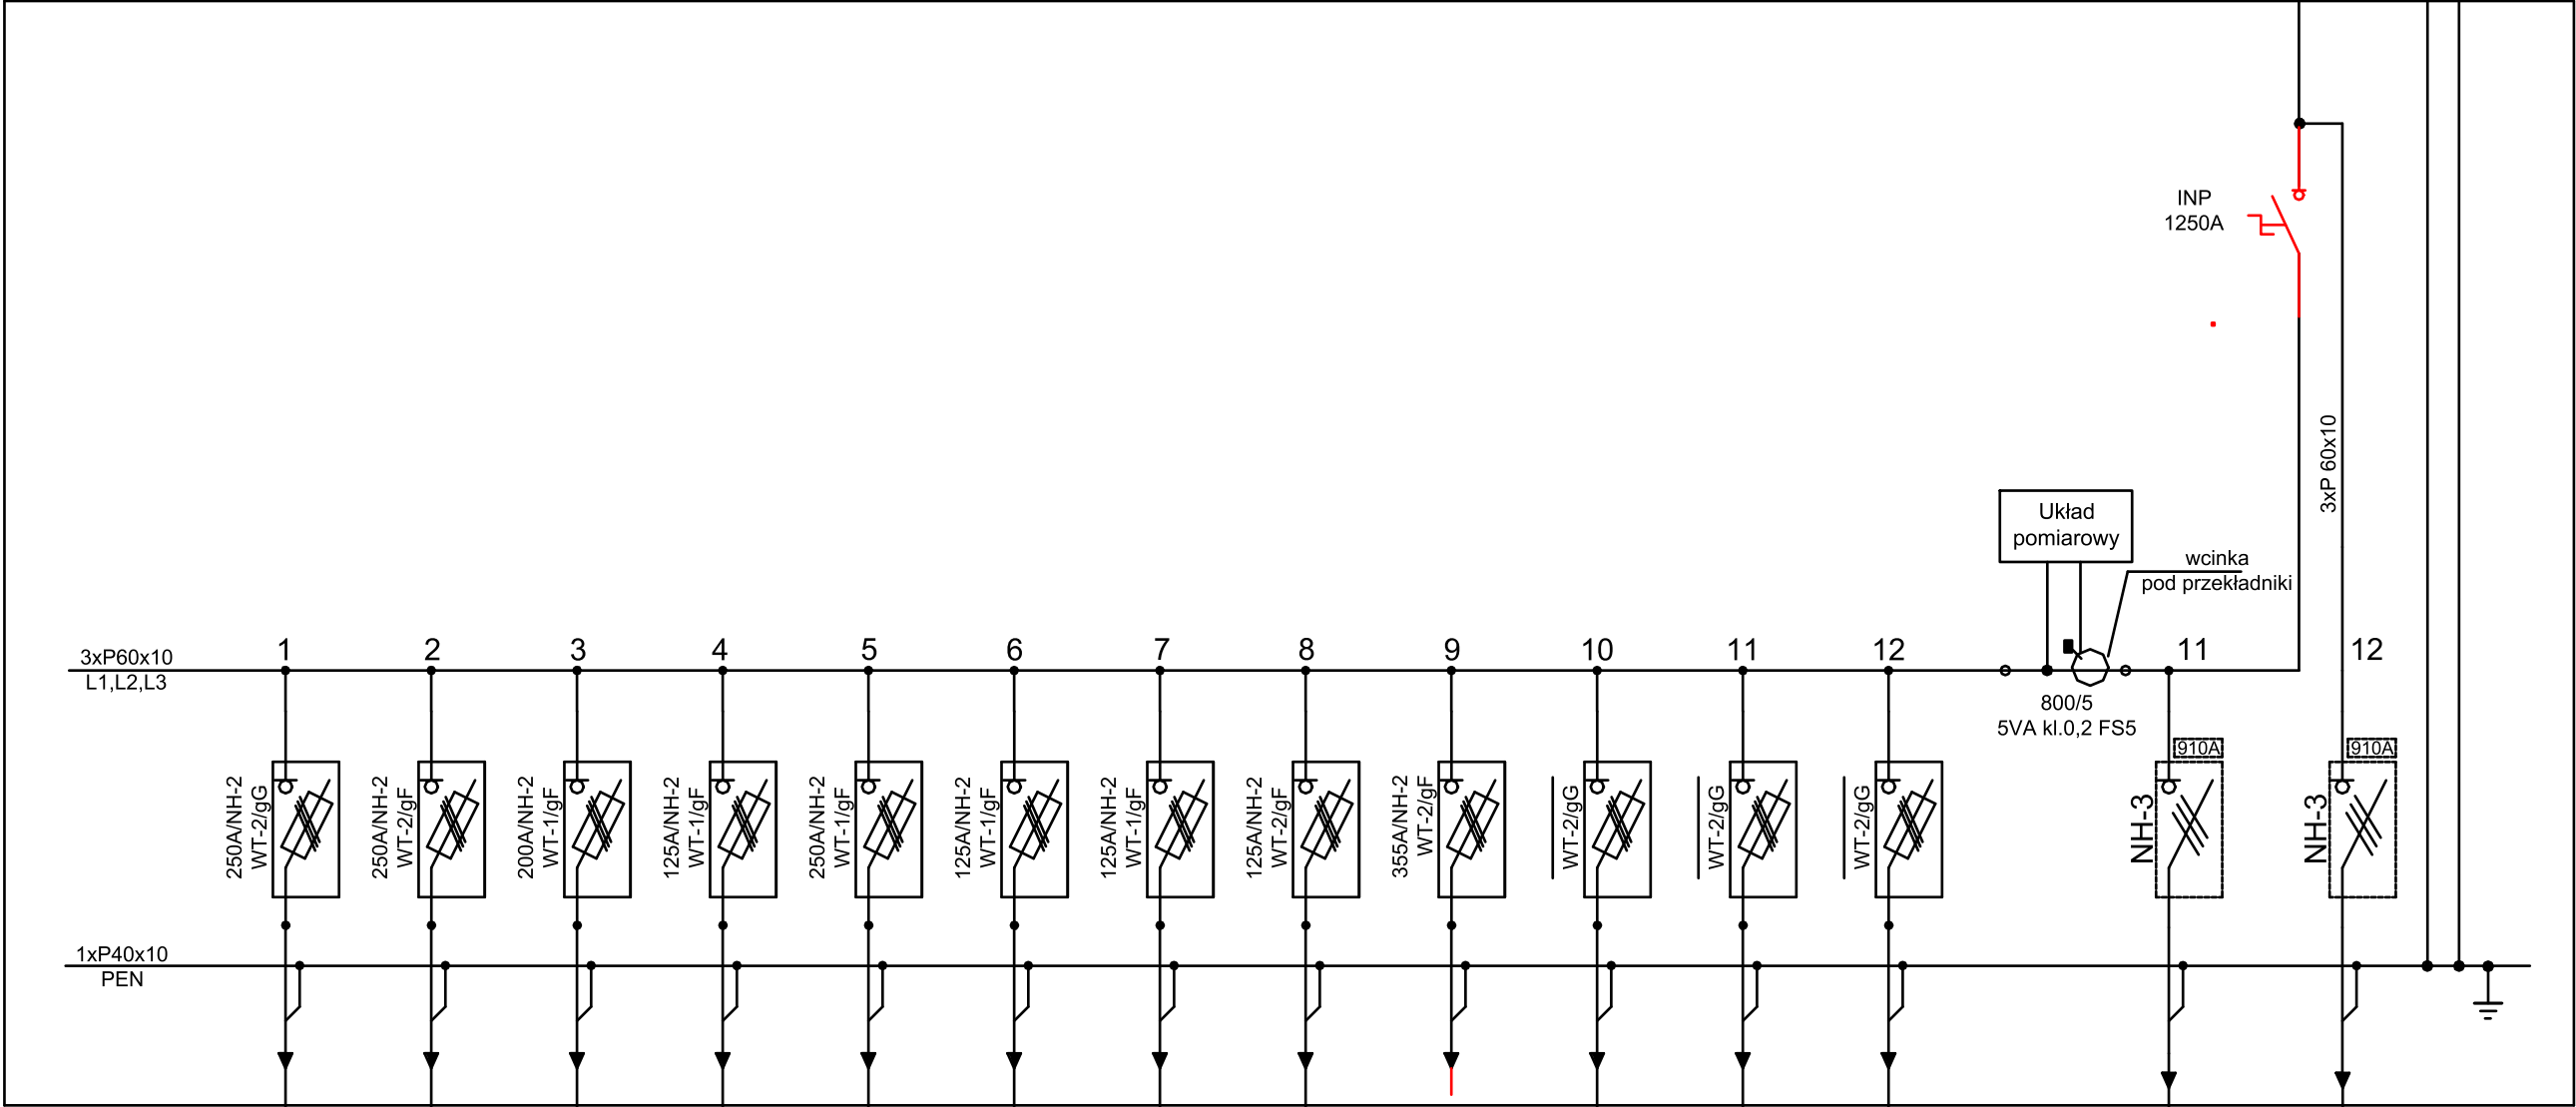 INP
1250A
3xP 60x10
Układ
pomiarowy
wcinka
pod przekładniki
1
2
3
4
5
6
7
8
9
10
11
12
11
12
3xP60x10
L1,L2,L3
800/5
5VA kl.0,2 FS5
910A
910A
250A/NH-2
WT-2/gG
250A/NH-2
WT-2/gF
200A/NH-2
WT-1/gF
125A/NH-2
WT-1/gF
250A/NH-2
WT-1/gF
125A/NH-2
WT-1/gF
125A/NH-2
WT-1/gF
125A/NH-2
WT-2/gF
355A/NH-2
WT-2/gF
WT-2/gG
WT-2/gG
WT-2/gG
NH-3
NH-3
1xP40x10
PEN